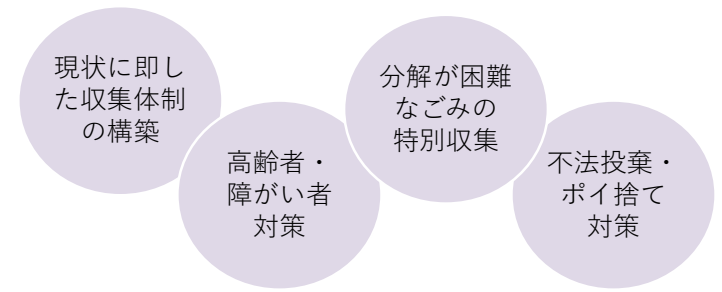 現状に即し
た収集体制
の構築
高齢者・
障がい者
対策
分解が困難
なごみの
特別収集
不法投棄・
ポイ捨て
対策